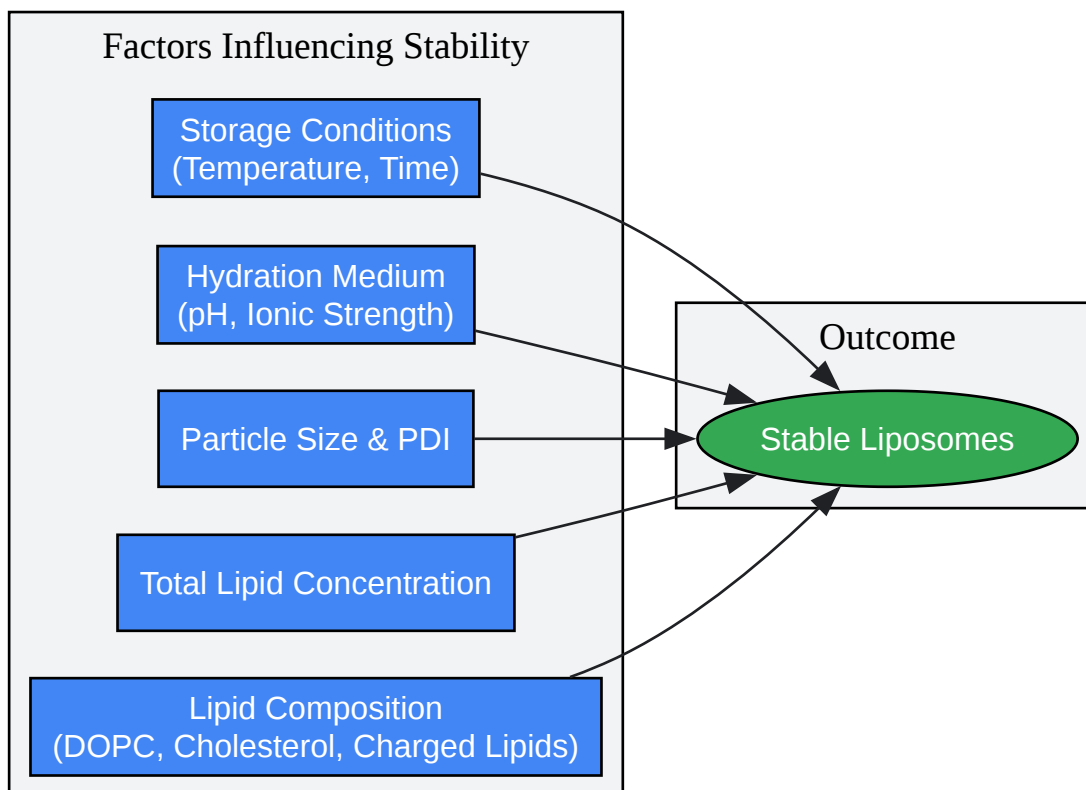 Factors Influencing Stability
Storage Conditions
(Temperature, Time)
Hydration Medium
(pH, Ionic Strength)
Particle Size & PDI
Total Lipid Concentration
Lipid Composition
(DOPC, Cholesterol, Charged Lipids)
Outcome
Stable Liposomes